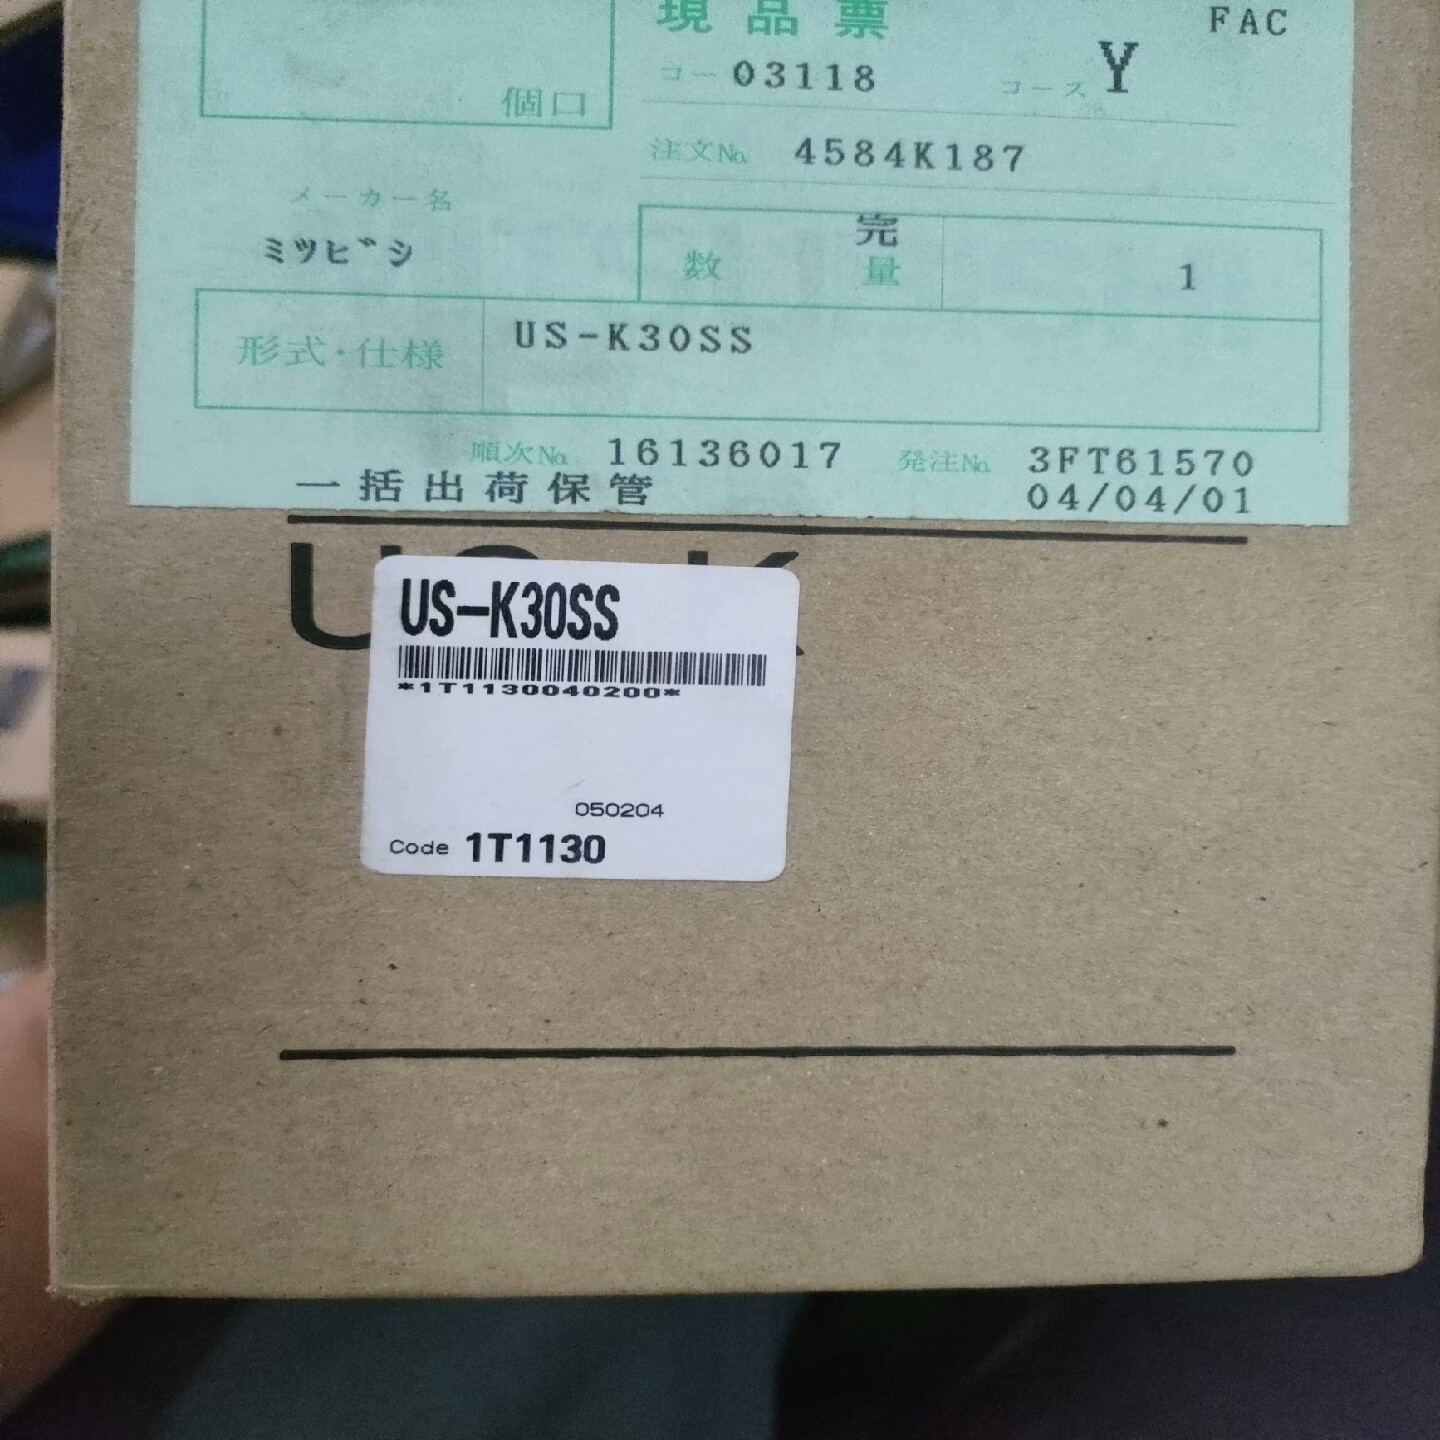 現品票
FAC
コー 03118
コース Y
個口
注文No. 4584K187
メーカー名
ミツビシ
完
数量 1
形式・仕様 US-K30SS
順次No. 16136017 発注No. 3FT61570
一括出荷保管 04/04/01
US-K30SS
*1T1130040200*
050204
Code 1T1130